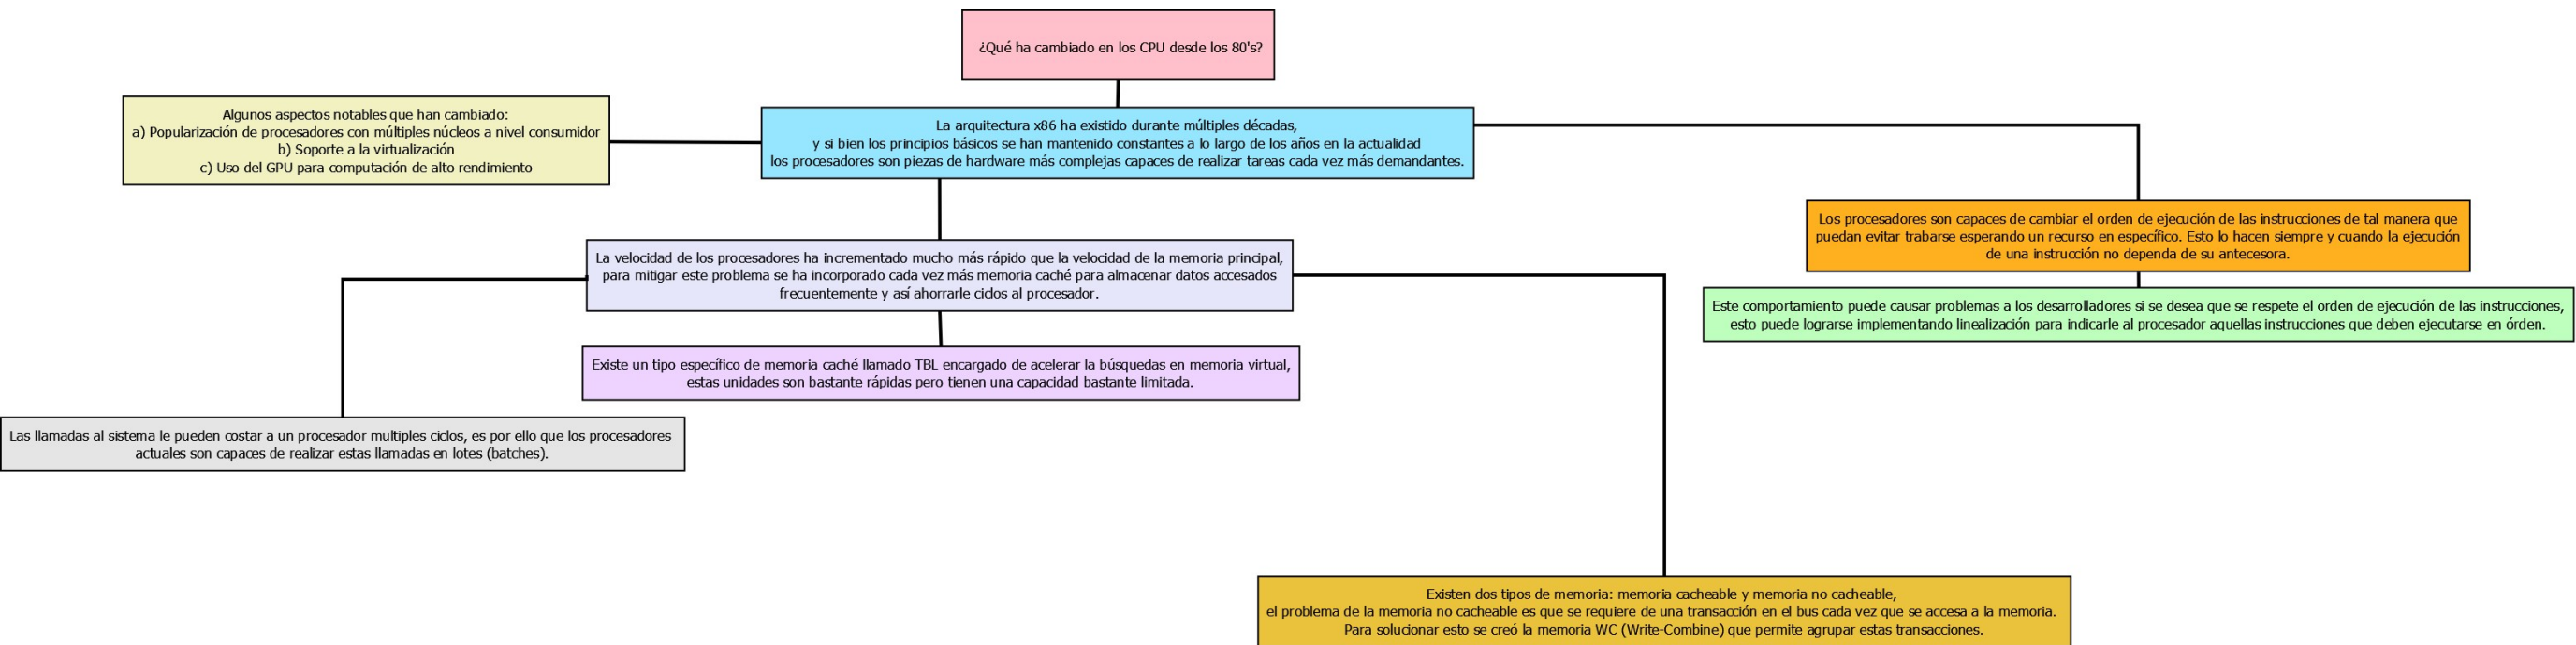 ¿Qué ha cambiado en los CPU desde los 80's?
Algunos aspectos notables que han cambiado:
a) Popularización de procesadores con múltiples núcleos a nivel consumidor
b) Soporte a la virtualización
c) Uso del GPU para computación de alto rendimiento
La arquitectura x86 ha existido durante múltiples décadas,
y si bien los principios básicos se han mantenido constantes a lo largo de los años en la actualidad
los procesadores son piezas de hardware más complejas capaces de realizar tareas cada vez más demandantes.
Los procesadores son capaces de cambiar el orden de ejecución de las instrucciones de tal manera que
puedan evitar trabarse esperando un recurso en específico. Esto lo hacen siempre y cuando la ejecución
de una instrucción no dependa de su antecesora.
La velocidad de los procesadores ha incrementado mucho más rápido que la velocidad de la memoria principal,
para mitigar este problema se ha incorporado cada vez más memoria caché para almacenar datos accesados
frecuentemente y así ahorrarle ciclos al procesador.
Este comportamiento puede causar problemas a los desarrolladores si se desea que se respete el orden de ejecución de las instrucciones,
esto puede lograrse implementando linealización para indicarle al procesador aquellas instrucciones que deben ejecutarse en órden.
Existe un tipo específico de memoria caché llamado TBL encargado de acelerar la búsquedas en memoria virtual,
estas unidades son bastante rápidas pero tienen una capacidad bastante limitada.
Las llamadas al sistema le pueden costar a un procesador multiples ciclos, es por ello que los procesadores
actuales son capaces de realizar estas llamadas en lotes (batches).
Existen dos tipos de memoria: memoria cacheable y memoria no cacheable,
el problema de la memoria no cacheable es que se requiere de una transacción en el bus cada vez que se accesa a la memoria.
Para solucionar esto se creó la memoria WC (Write-Combine) que permite agrupar estas transacciones.